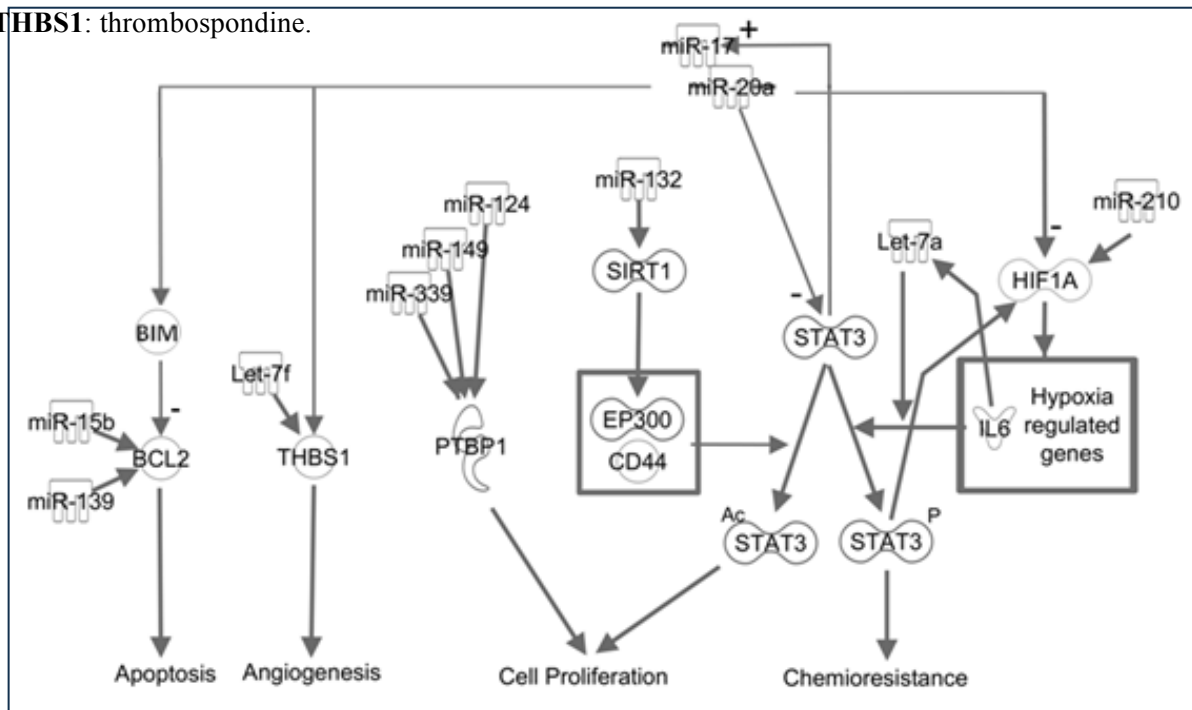 THBS1: thrombospondine.
miR-17
+
miR-20a
miR-132
miR-124
miR-210
miR-149
Let-7a
-
SIRT1
HIF1A
miR-339
-
BIM
STAT3
Let-7f
Hypoxia
regulated
genes
IL6
-
miR-15b
EP300
PTBP1
BCL2
THBS1
CD44
miR-139
Ac
STAT3
P
STAT3
Apoptosis
Angiogenesis
Cell Proliferation
Chemioresistance